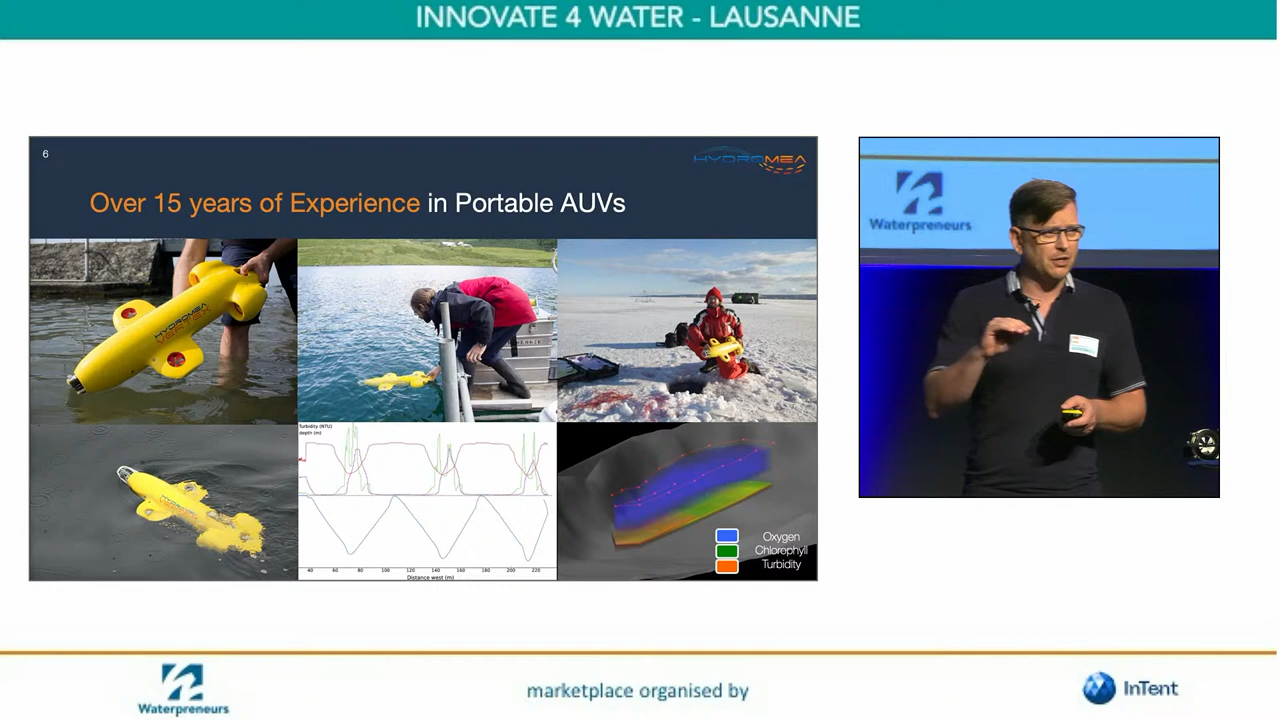 INNOVATE 4 WATER - LAUSANNE
6
HYDROMEA
Over 15 years of Experience in Portable AUVs
HYDROMEA
VERTEX
Turbidity (NTU)
depth (m)
40 60 80 100 120 140 160 180 200 220
Distance west (m)
Oxygen
Chlorophyll
Turbidity
Waterpreneurs
Waterpreneurs
marketplace organised by
InTent